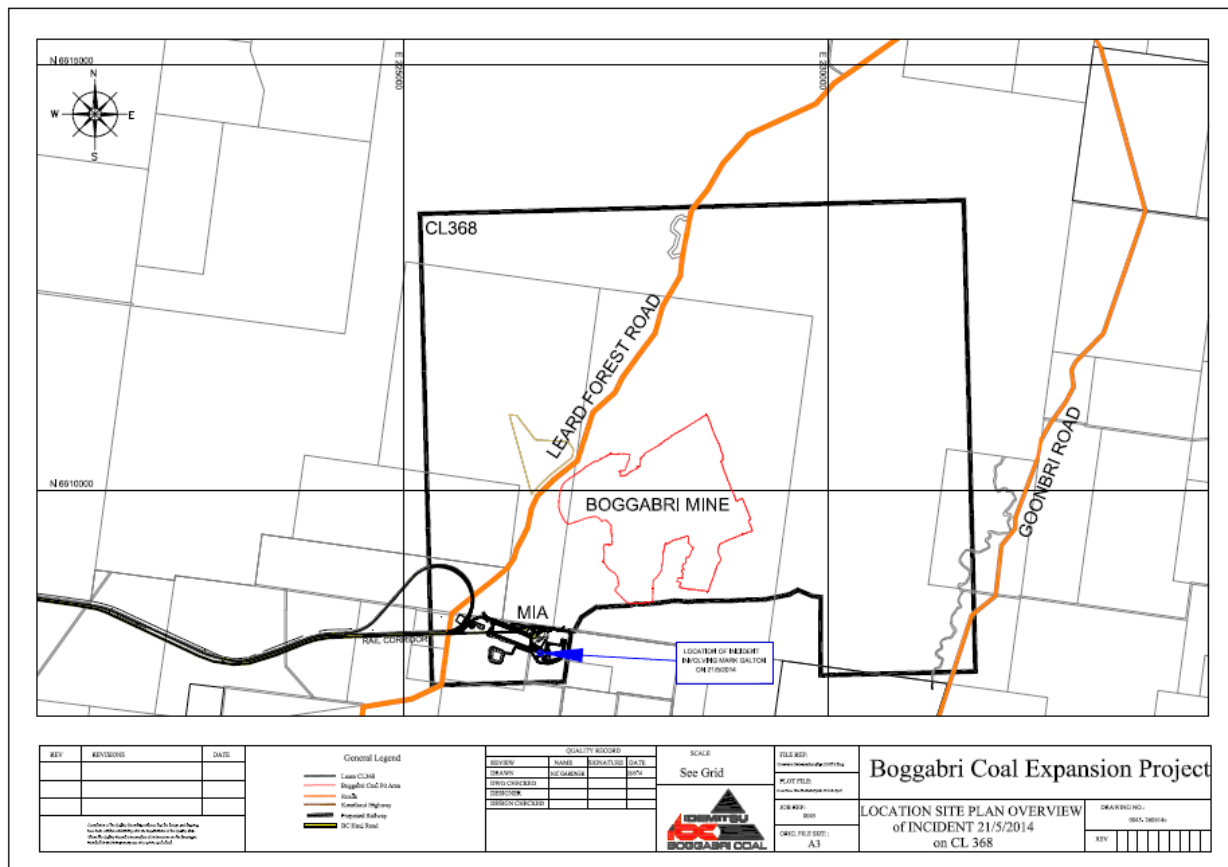 N 6615000
E 225000
E 230000
N
W E
S
CL368
LEARD FOREST ROAD
GOONBRI ROAD
N 6610000
BOGGABRI MINE
MIA
RAIL CORRIDOR
LOCATION OF INCIDENT
INVOLVING MARK GALTON
ON 21/5/2014
REV REVISIONS DATE
General Legend
Lease CL368
Boggabri Coal Pit Area
Roads
Kamilaroi Highway
Proposed Railway
BC Haul Road
QUALITY RECORD
REVIEW NAME SIGNATURE DATE
DRAWN
DWG CHECKED
DESIGNER
DESIGN CHECKED
SCALE
See Grid
IDEMITSU
BOGGABRI COAL
FILE REF:
PLOT FILE:
JOB REF:
0045
ORIG. FILE SIZE:
A3
Boggabri Coal Expansion Project
LOCATION SITE PLAN OVERVIEW
of INCIDENT 21/5/2014
on CL 368
DRAWING NO.:
REV